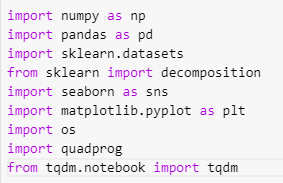 import numpy as np
import pandas as pd
import sklearn.datasets
from sklearn import decomposition
import seaborn as sns
import matplotlib.pyplot as plt
import os
import quadprog
from tqdm.notebook import tqdm